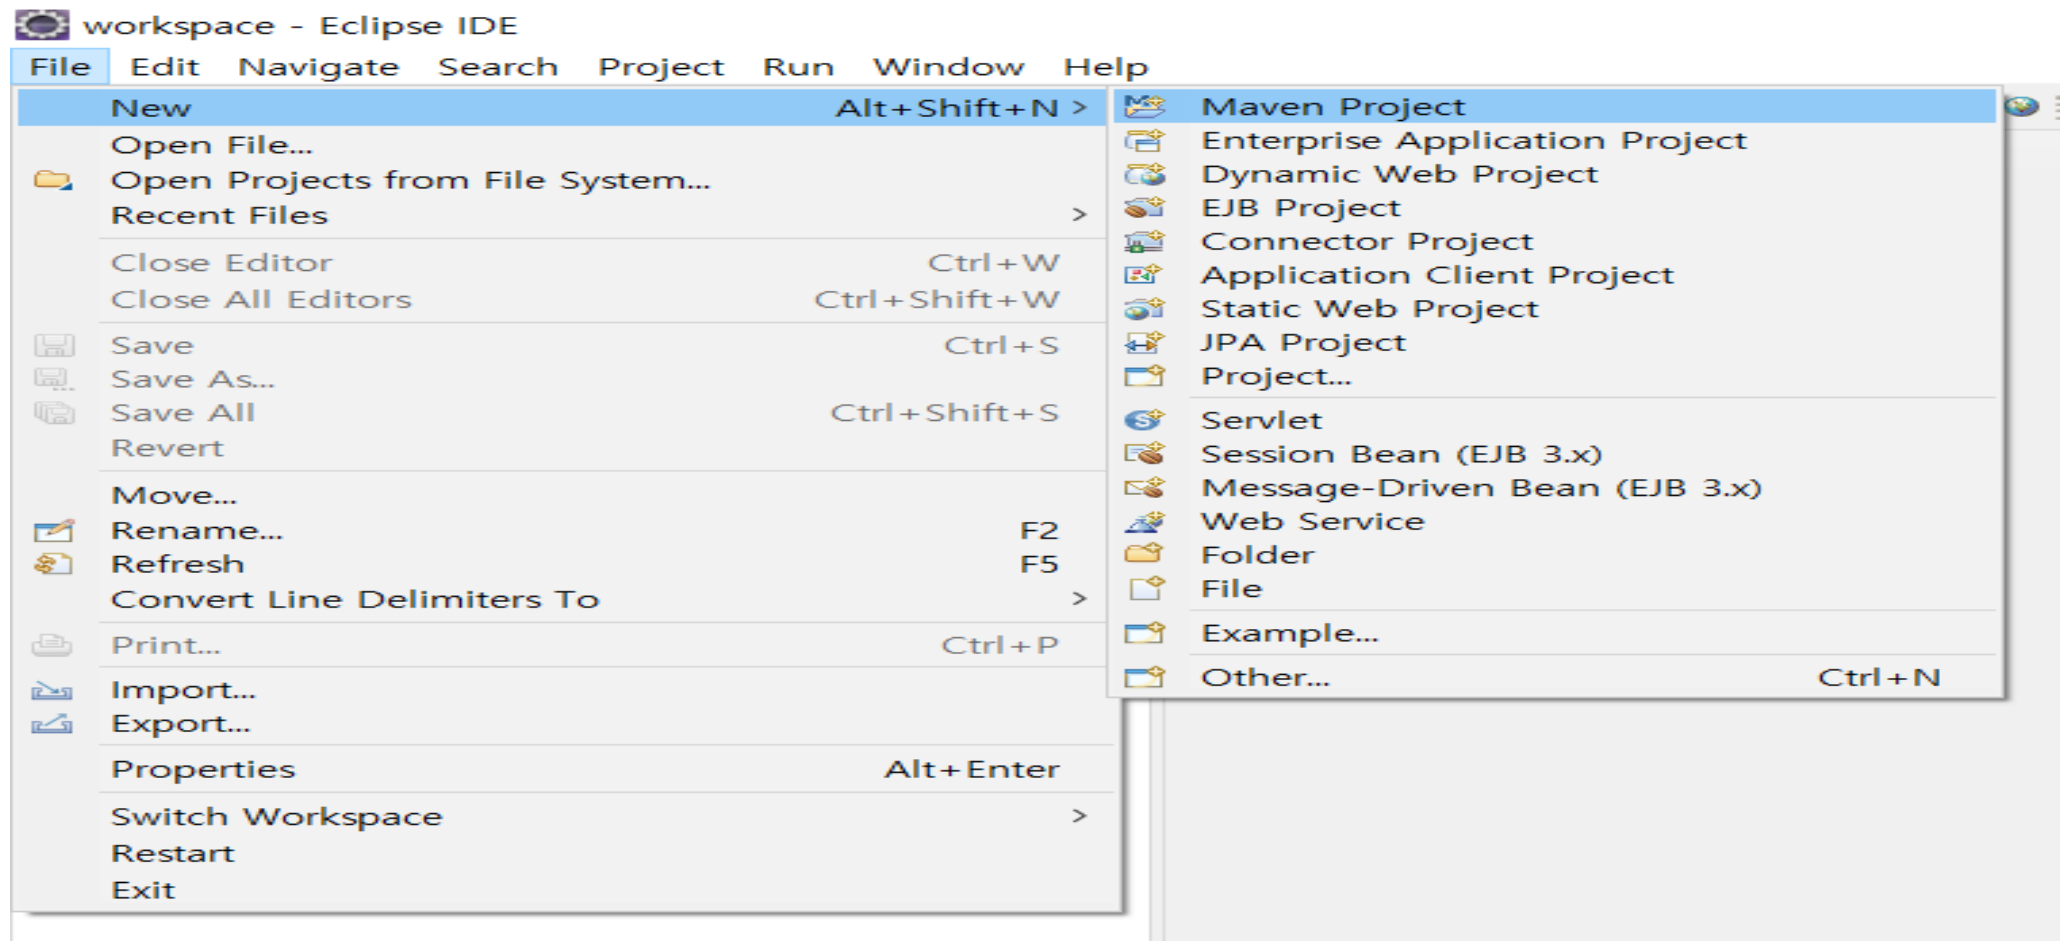 workspace - Eclipse IDE
File Edit Navigate Search Project Run Window Help
New Alt+Shift+N >
Open File...
Open Projects from File System...
Recent Files >
Close Editor Ctrl+W
Close All Editors Ctrl+Shift+W
Save Ctrl+S
Save As...
Save All Ctrl+Shift+S
Revert
Move...
Rename... F2
Refresh F5
Convert Line Delimiters To >
Print... Ctrl+P
Import...
Export...
Properties Alt+Enter
Switch Workspace >
Restart
Exit
Maven Project
Enterprise Application Project
Dynamic Web Project
EJB Project
Connector Project
Application Client Project
Static Web Project
JPA Project
Project...
Servlet
Session Bean (EJB 3.x)
Message-Driven Bean (EJB 3.x)
Web Service
Folder
File
Example...
Other... Ctrl+N